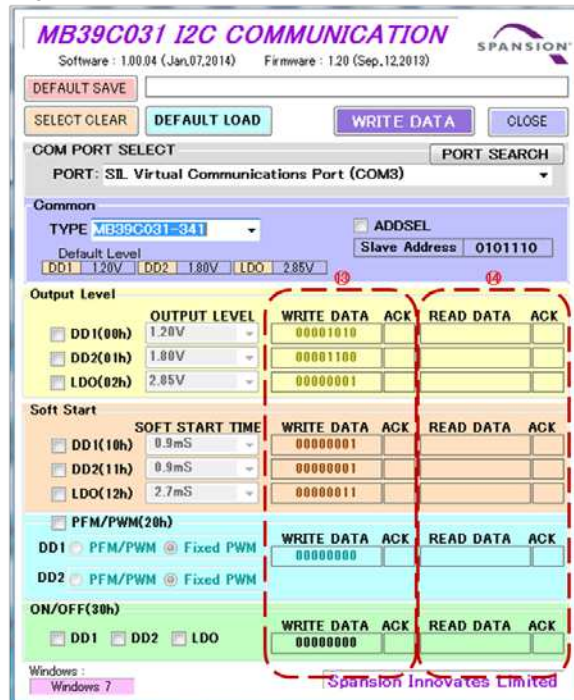 MB39C031 I2C COMMUNICATION
SPANSION
Software : 1.00.04 (Jan,07,2014) Firmware : 1.20 (Sep,12,2013)
DEFAULT SAVE
SELECT CLEAR DEFAULT LOAD WRITE DATA CLOSE
COM PORT SELECT PORT SEARCH
PORT: SIL Virtual Communications Port (COM3)
Common
TYPE MB39C031-341 ADDSEL
Slave Address 0101110
Default Level
DD1 1.20V DD2 1.80V LDO 2.85V
⑬ ⑭
Output Level
OUTPUT LEVEL WRITE DATA ACK READ DATA ACK
DD1(00h) 1.20V 00001010
DD2(01h) 1.80V 00001100
LDO(02h) 2.85V 00000001
Soft Start
SOFT START TIME WRITE DATA ACK READ DATA ACK
DD1(10h) 0.9mS 00000001
DD2(11h) 0.9mS 00000001
LDO(12h) 2.7mS 00000011
PFM/PWM(20h)
WRITE DATA ACK READ DATA ACK
DD1 PFM/PWM Fixed PWM 00000000
DD2 PFM/PWM Fixed PWM
ON/OFF(30h)
WRITE DATA ACK READ DATA ACK
DD1 DD2 LDO 00000000
Windows :
Windows 7
Spansion Innovates Limited